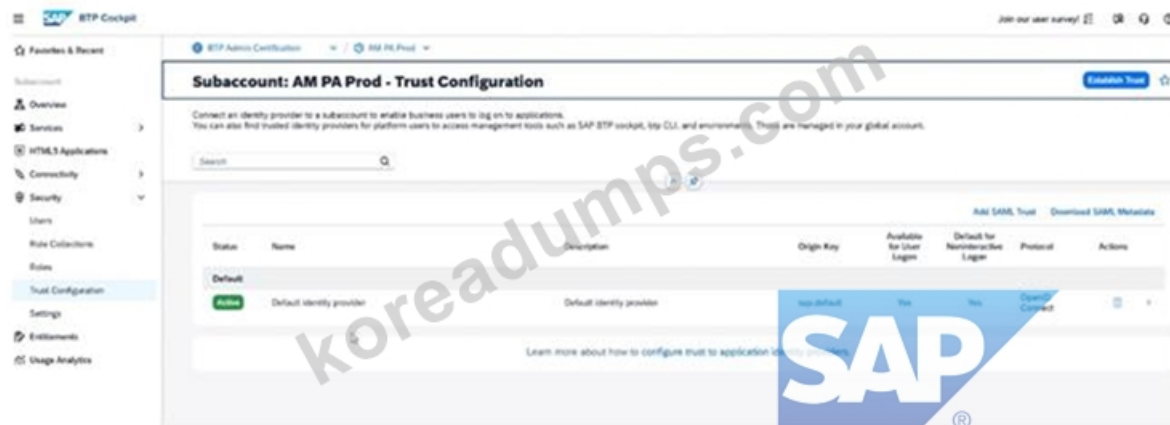 SAP BTP Cockpit
Join our user survey!
Favorites & Recent
BTP Admin Certification / AM PA Prod
Subaccount
Subaccount: AM PA Prod - Trust Configuration
Establish Trust
Overview
Services
HTML5 Applications
Connectivity
Security
Users
Role Collections
Roles
Trust Configuration
Settings
Entitlements
Usage Analytics
Connect an identity provider to a subaccount to enable business users to log on to applications.
You can also find trusted identity providers for platform users to access management tools such as SAP BTP cockpit, btp CLI, and environments. Those are managed in your global account.
Search
Add SAML Trust Download SAML Metadata
Status Name Description Origin Key Available for User Logon Default for Noninteractive Logon Protocol Actions
Default
Active Default identity provider Default identity provider sap.default Yes Yes OpenID Connect
Learn more about how to configure trust to application identity providers.
koreadumps.com
SAP ®